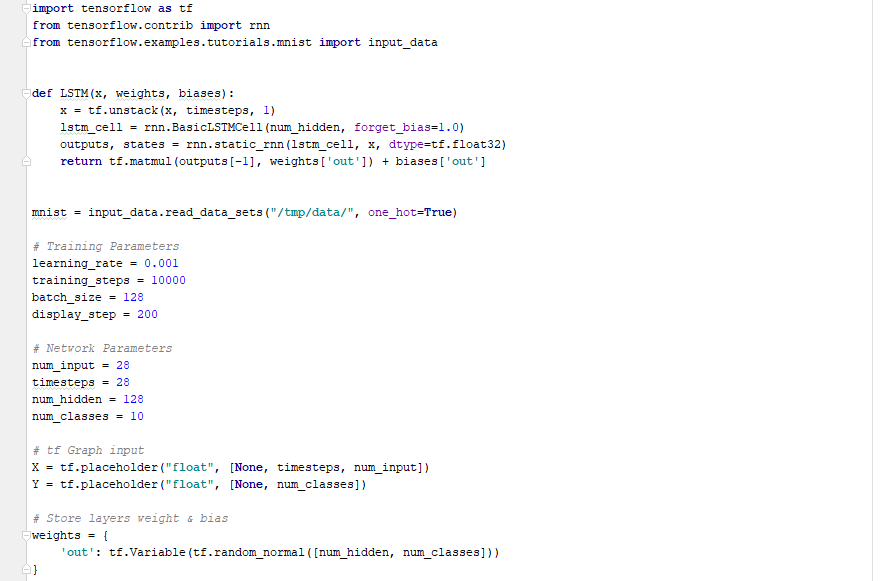 import tensorflow as tf
from tensorflow.contrib import rnn
from tensorflow.examples.tutorials.mnist import input_data
def LSTM(x, weights, biases):
    x = tf.unstack(x, timesteps, 1)
    lstm_cell = rnn.BasicLSTMCell(num_hidden, forget_bias=1.0)
    outputs, states = rnn.static_rnn(lstm_cell, x, dtype=tf.float32)
    return tf.matmul(outputs[-1], weights['out']) + biases['out']
mnist = input_data.read_data_sets("/tmp/data/", one_hot=True)
# Training Parameters
learning_rate = 0.001
training_steps = 10000
batch_size = 128
display_step = 200
# Network Parameters
num_input = 28
timesteps = 28
num_hidden = 128
num_classes = 10
# tf Graph input
X = tf.placeholder("float", [None, timesteps, num_input])
Y = tf.placeholder("float", [None, num_classes])
# Store layers weight & bias
weights = {
    'out': tf.Variable(tf.random_normal([num_hidden, num_classes]))
}